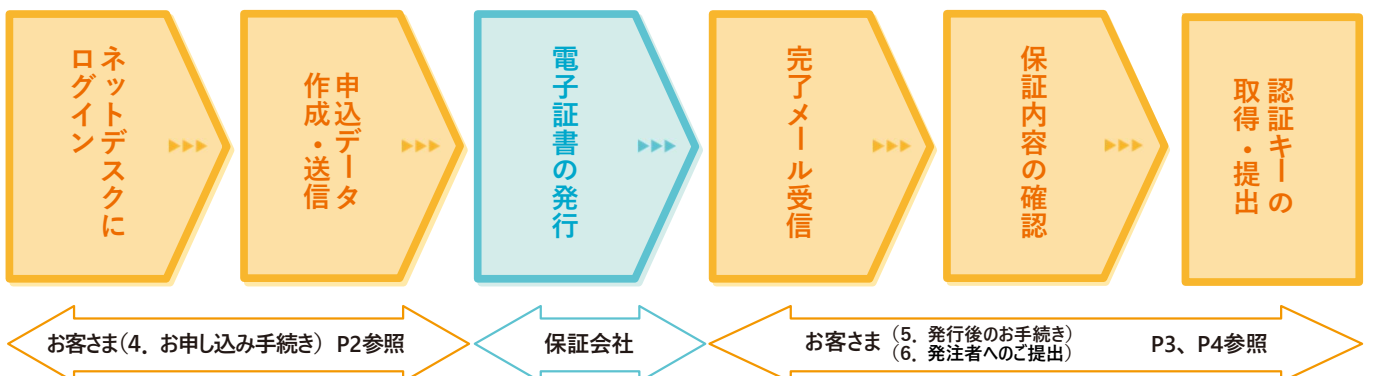 ネットデスクに
ログイン
申込データ
作成・送信
電子証書の発行
完了メール受信
保証内容の確認
認証キーの
取得・提出
お客さま（4．お申し込み手続き）P2参照
保証会社
お客さま（5．発行後のお手続き）
（6．発注者へのご提出）
P3、P4参照